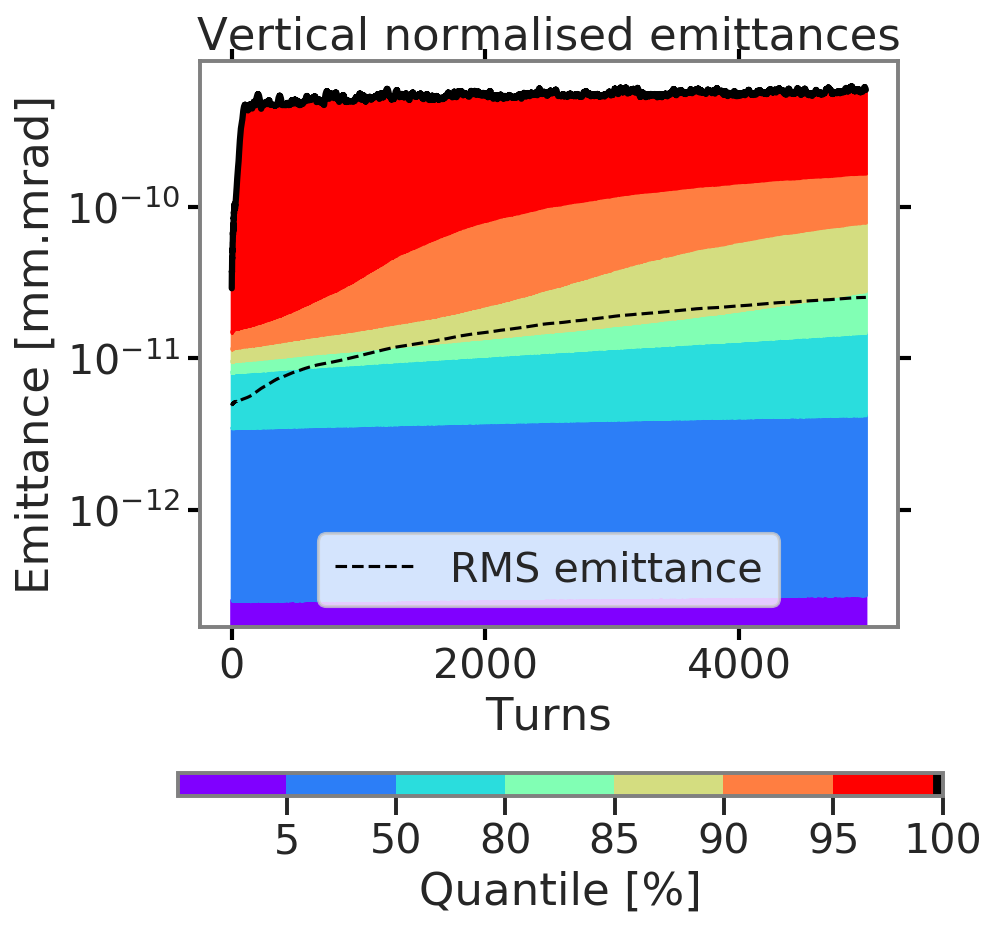 Vertical normalised emittances
Emittance [mm.mrad]
10⁻¹⁰
10⁻¹¹
10⁻¹²
RMS emittance
0 2000 4000
Turns
5 50 80 85 90 95 100
Quantile [%]